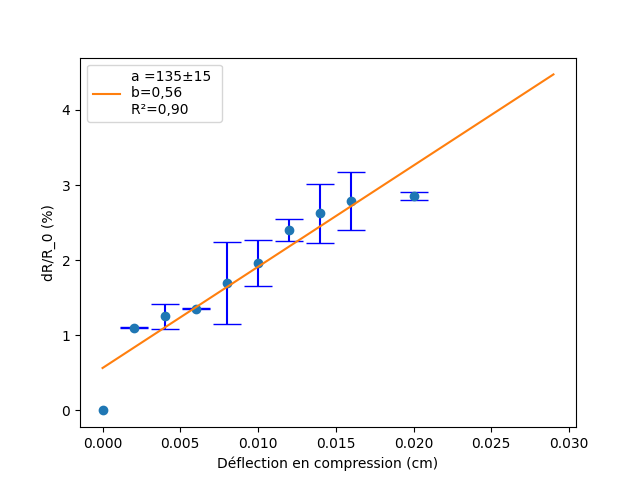 a =135±15
b=0,56
R²=0,90
4
3
2
1
0
dR/R_0 (%)
0.000 0.005 0.010 0.015 0.020 0.025 0.030
Déflection en compression (cm)